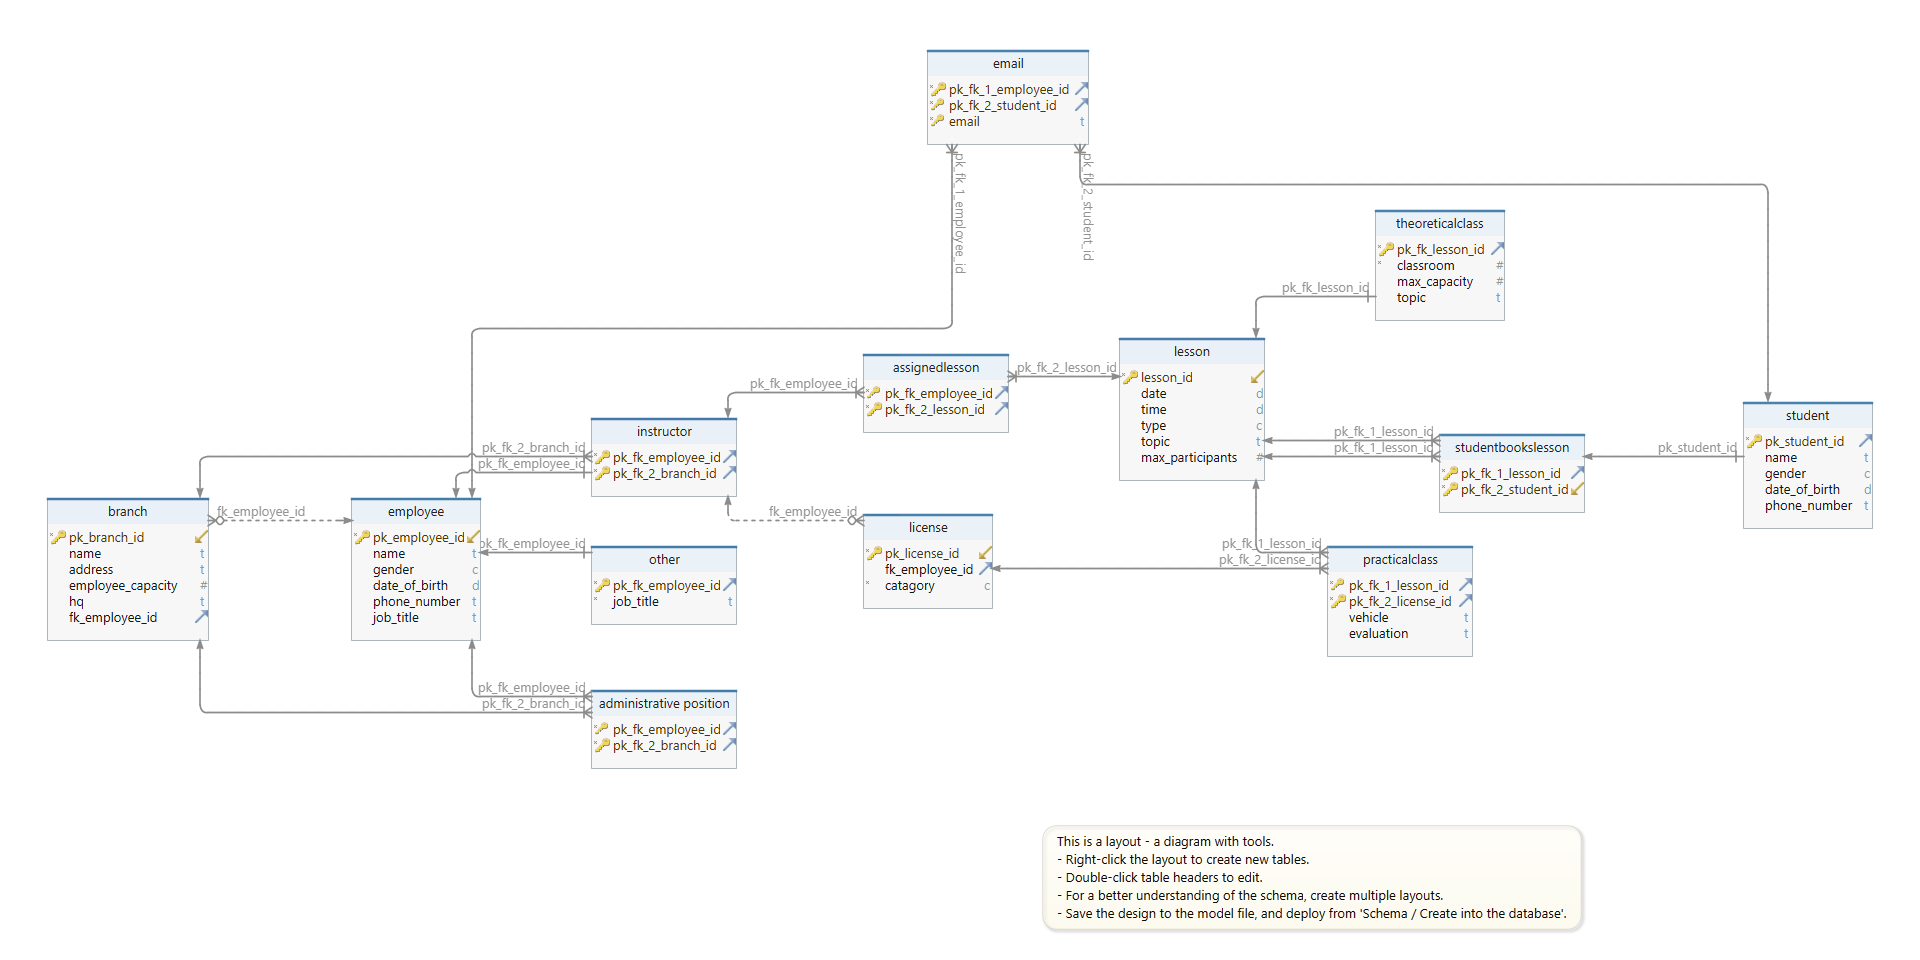 email
pk_fk_1_employee_id
pk_fk_2_student_id
email t
pk_fk_1_employee_id
pk_fk_2_student_id
theoreticalclass
pk_fk_lesson_id
classroom #
max_capacity #
topic t
pk_fk_lesson_id
lesson
lesson_id
date d
time d
type c
topic t
max_participants #
assignedlesson
pk_fk_employee_id
pk_fk_2_lesson_id
pk_fk_2_lesson_id
pk_fk_employee_id
instructor
pk_fk_employee_id
pk_fk_2_branch_id
pk_fk_2_branch_id
pk_fk_employee_id
student
pk_student_id
name t
gender c
date_of_birth d
phone_number t
pk_student_id
studentbookslesson
pk_fk_1_lesson_id
pk_fk_2_student_id
pk_fk_1_lesson_id
pk_fk_1_lesson_id
branch
pk_branch_id
name t
address t
employee_capacity #
hq t
fk_employee_id
fk_employee_id
employee
pk_employee_id
name t
gender c
date_of_birth d
phone_number t
job_title t
pk_fk_employee_id
other
pk_fk_employee_id
job_title t
fk_employee_id
license
pk_license_id
fk_employee_id
catagory c
pk_fk_1_lesson_id
pk_fk_2_license_id
practicalclass
pk_fk_1_lesson_id
pk_fk_2_license_id
vehicle t
evaluation t
pk_fk_employee_id
pk_fk_2_branch_id
administrative position
pk_fk_employee_id
pk_fk_2_branch_id
This is a layout - a diagram with tools.
- Right-click the layout to create new tables.
- Double-click table headers to edit.
- For a better understanding of the schema, create multiple layouts.
- Save the design to the model file, and deploy from 'Schema / Create into the database'.